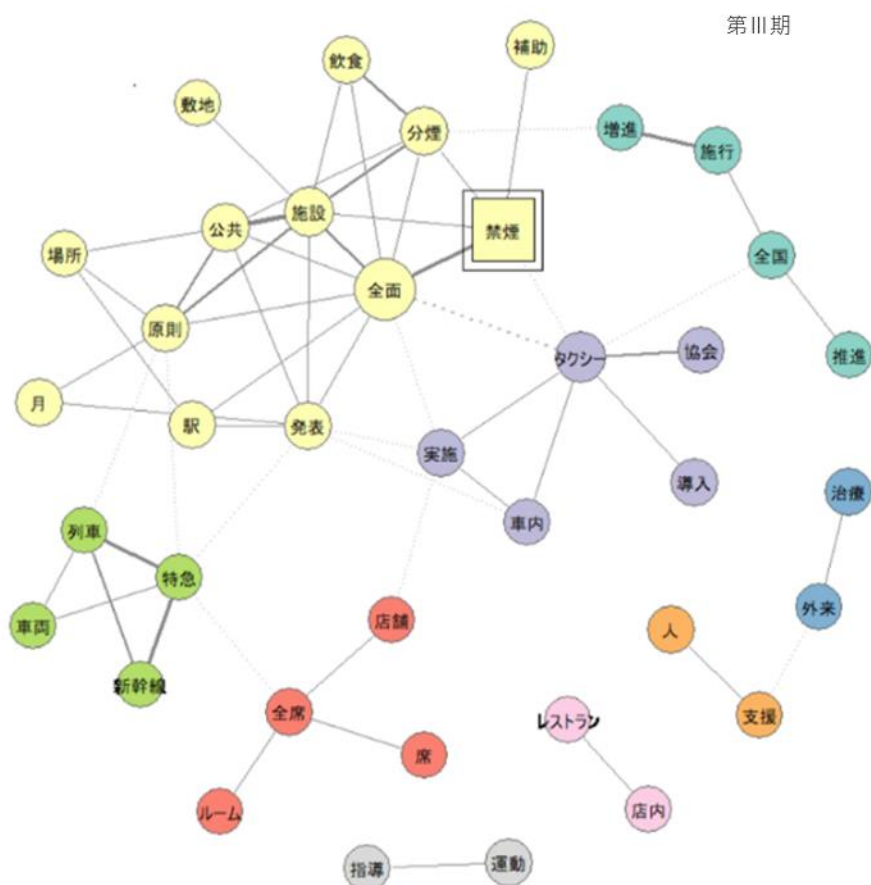 第Ⅲ期
補助
飲食
敷地
分煙
増進
施行
施設
公共
禁煙
場所
全国
全面
原則
タクシー
協会
推進
月
駅
発表
実施
導入
治療
車内
列車
特急
外来
店舗
人
車両
新幹線
全席
レストラン
支援
席
ルーム
店内
指導
運動